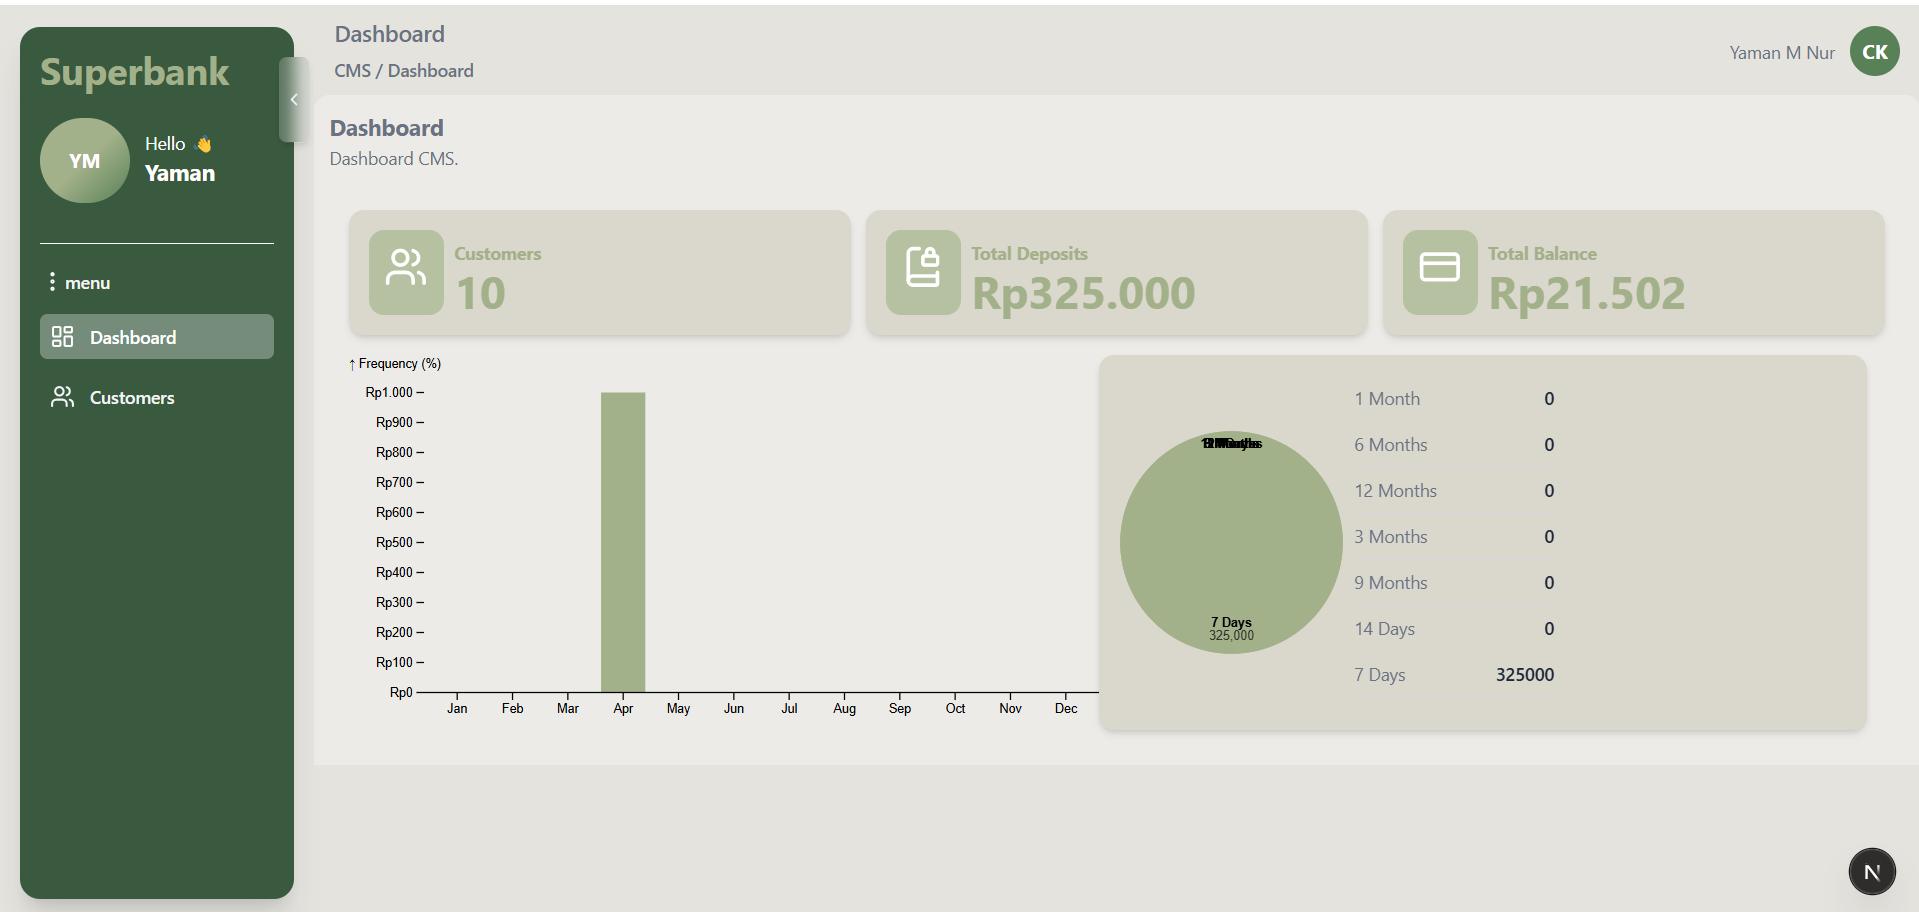 Superbank
YM
Hello 👋
Yaman
menu
Dashboard
Customers
Dashboard
CMS / Dashboard
Yaman M Nur
CK
Dashboard
Dashboard CMS.
Customers
10
Total Deposits
Rp325.000
Total Balance
Rp21.502
↑ Frequency (%)
Rp1.000
Rp900
Rp800
Rp700
Rp600
Rp500
Rp400
Rp300
Rp200
Rp100
Rp0
Jan Feb Mar Apr May Jun Jul Aug Sep Oct Nov Dec
7 Days
325,000
1 Month 0
6 Months 0
12 Months 0
3 Months 0
9 Months 0
14 Days 0
7 Days 325000
N